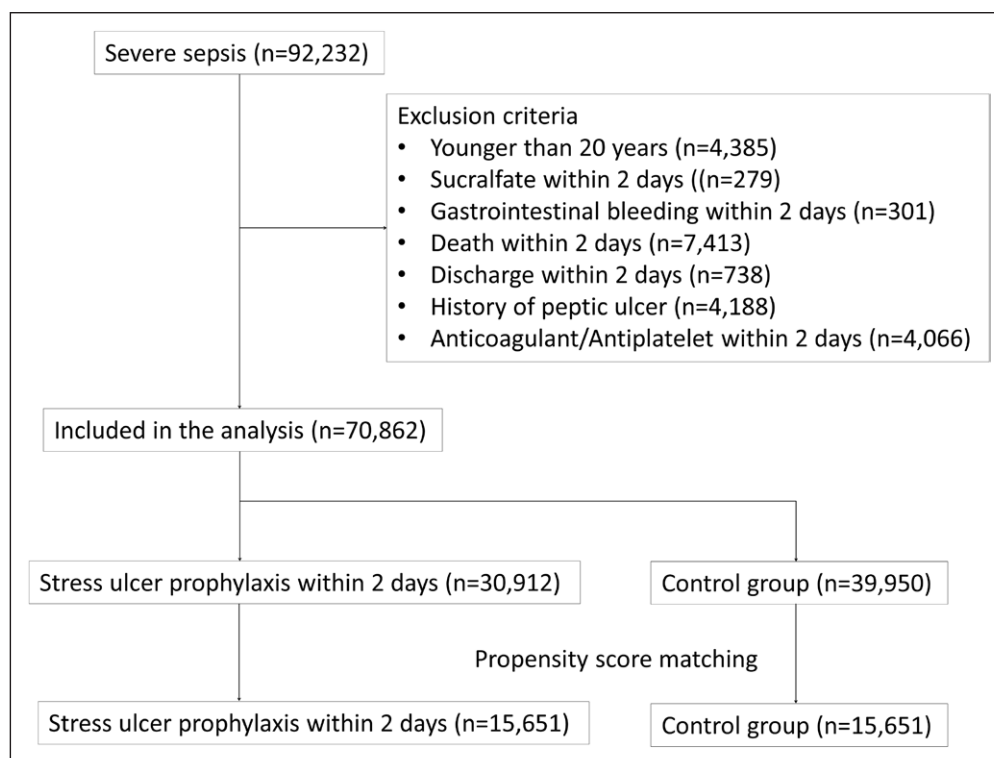 Severe sepsis (n=92,232)
Exclusion criteria
• Younger than 20 years (n=4,385)
• Sucralfate within 2 days ((n=279)
• Gastrointestinal bleeding within 2 days (n=301)
• Death within 2 days (n=7,413)
• Discharge within 2 days (n=738)
• History of peptic ulcer (n=4,188)
• Anticoagulant/Antiplatelet within 2 days (n=4,066)
Included in the analysis (n=70,862)
Stress ulcer prophylaxis within 2 days (n=30,912)
Control group (n=39,950)
Propensity score matching
Stress ulcer prophylaxis within 2 days (n=15,651)
Control group (n=15,651)